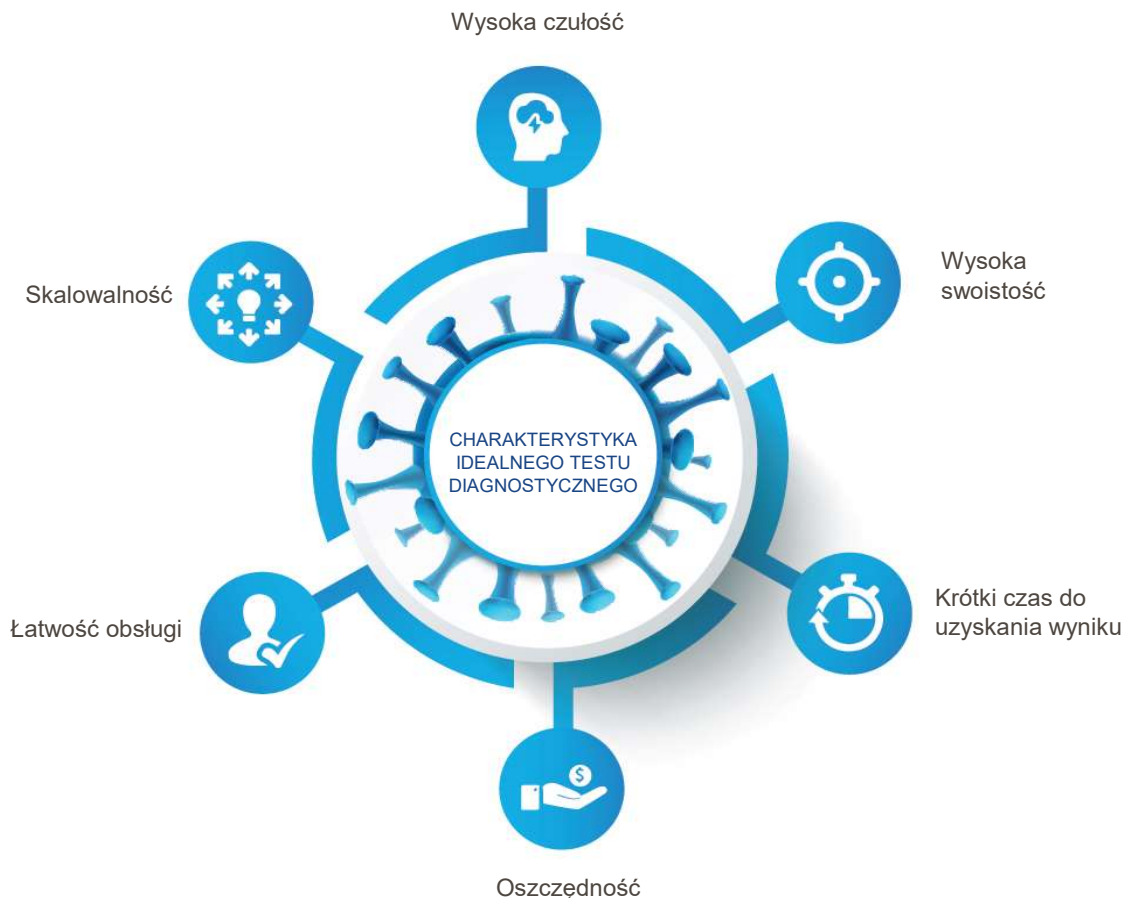 Wysoka czułość
Wysoka
swoistość
Skalowalność
CHARAKTERYSTYKA
IDEALNEGO TESTU
DIAGNOSTYCZNEGO
Krótki czas do
uzyskania wyniku
Łatwość obsługi
$
Oszczędność